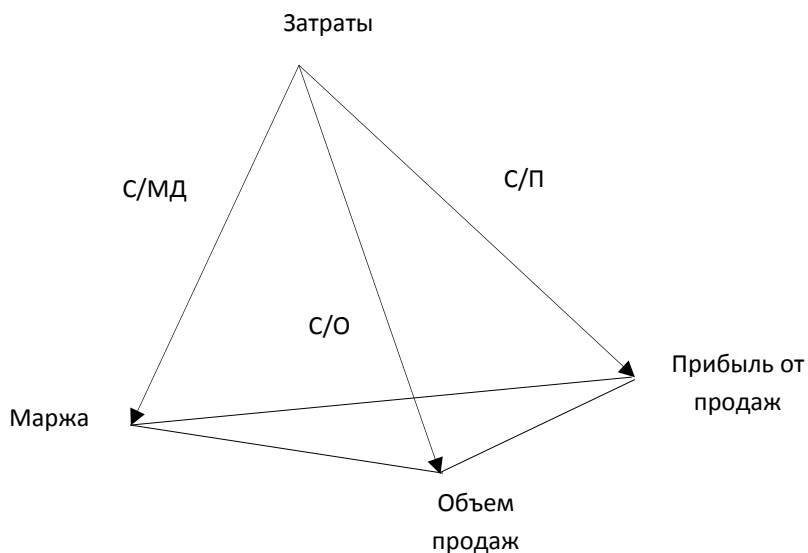 Затраты
С/МД
С/П
С/О
Прибыль от
продаж
Маржа
Объем
продаж